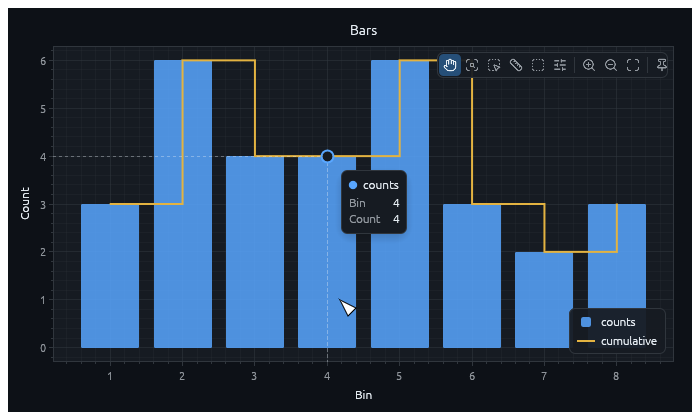 Bars
6
5
4
3
2
1
0
Count
counts
Bin 4
Count 4
counts
cumulative
1 2 3 4 5 6 7 8
Bin